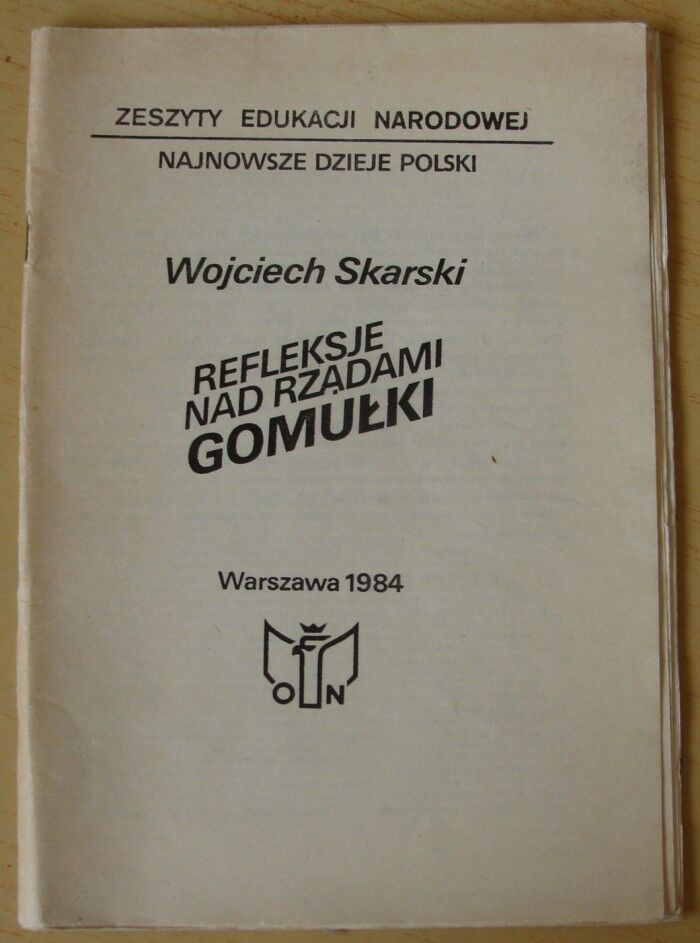 ZESZYTY EDUKACJI NARODOWEJ
NAJNOWSZE DZIEJE POLSKI
Wojciech Skarski
REFLEKSJE
NAD RZĄDAMI
GOMUŁKI
Warszawa 1984
O N